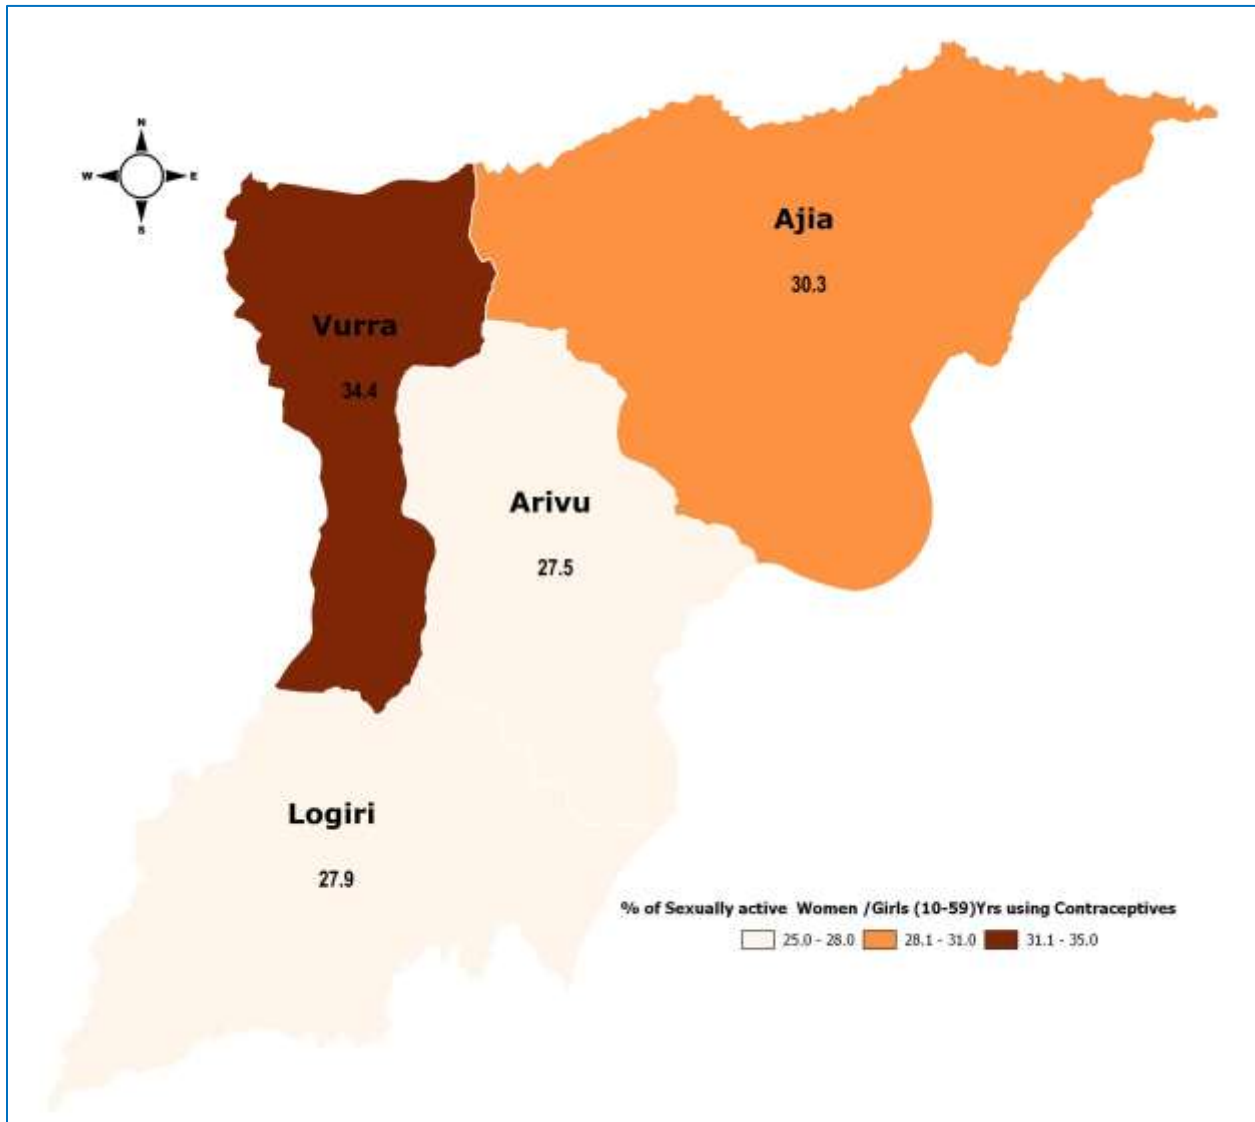 N
W E
S
Ajia
30.3
Vurra
34.4
Arivu
27.5
Logiri
27.9
% of Sexually active Women /Girls (10-59)Yrs using Contraceptives
25.0 - 28.0 28.1 - 31.0 31.1 - 35.0